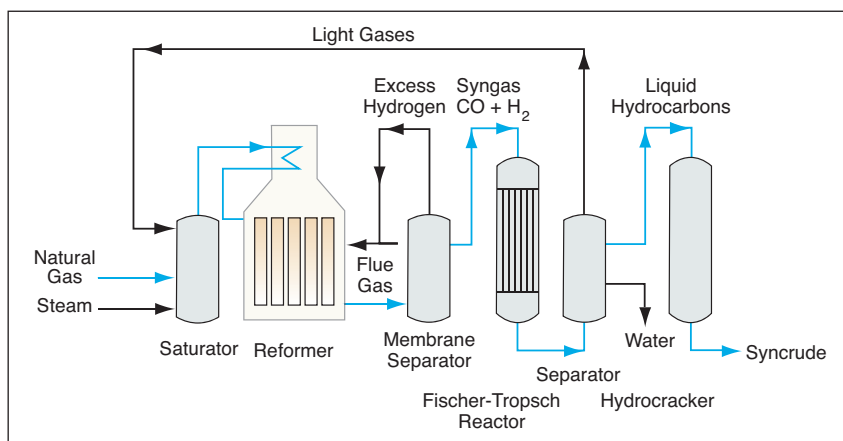 Light Gases
Excess
Hydrogen
Syngas
CO + H2
Liquid
Hydrocarbons
Natural
Gas
Steam
Flue
Gas
Saturator
Reformer
Membrane
Separator
Water
Syncrude
Separator
Fischer-Tropsch
Reactor
Hydrocracker